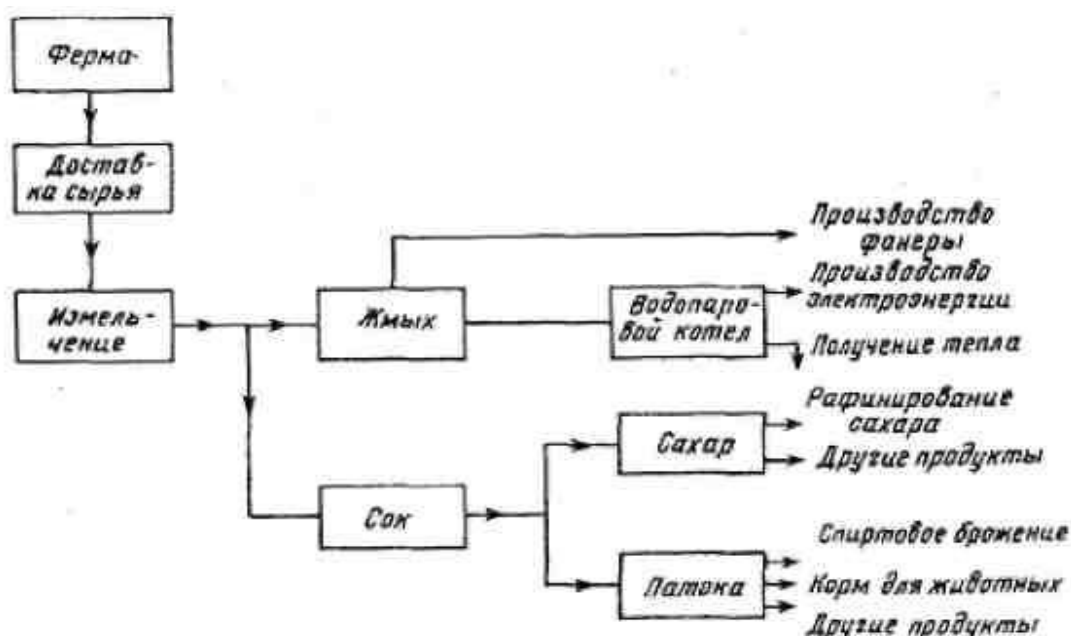 Ферма-
Достав-
ка сырья
Измель-
чение
Жмых
Производство
фанеры
Водопаро-
вой котел
Производство
электроэнергии
Получение тепла
Сок
Сахар
Рафинирование
сахара
Другие продукты
Патока
Спиртовое брожение
Корм для животных
Другие продукты